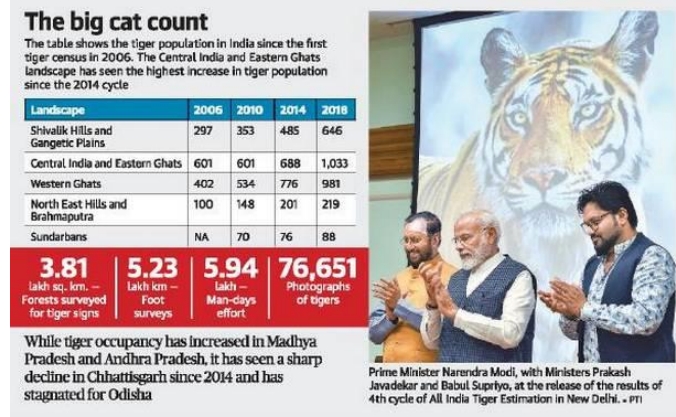 The big cat count
The table shows the tiger population in India since the first
tiger census in 2006. The Central India and Eastern Ghats
landscape has seen the highest increase in tiger population
since the 2014 cycle
Landscape 2006 2010 2014 2018
Shivalik Hills and
Gangetic Plains 297 353 485 646
Central India and Eastern Ghats 601 601 688 1,033
Western Ghats 402 534 776 981
North East Hills and
Brahmaputra 100 148 201 219
Sundarbans NA 70 76 88
3.81 5.23 5.94 76,651
lakh sq. km. — lakh km — lakh — Photographs
Forests surveyed Foot Man-days of tigers
for tiger signs surveys effort
While tiger occupancy has increased in Madhya
Pradesh and Andhra Pradesh, it has seen a sharp
decline in Chhattisgarh since 2014 and has
stagnated for Odisha
Prime Minister Narendra Modi, with Ministers Prakash
Javadekar and Babul Supriyo, at the release of the results of
4th cycle of All India Tiger Estimation in New Delhi. • PTI